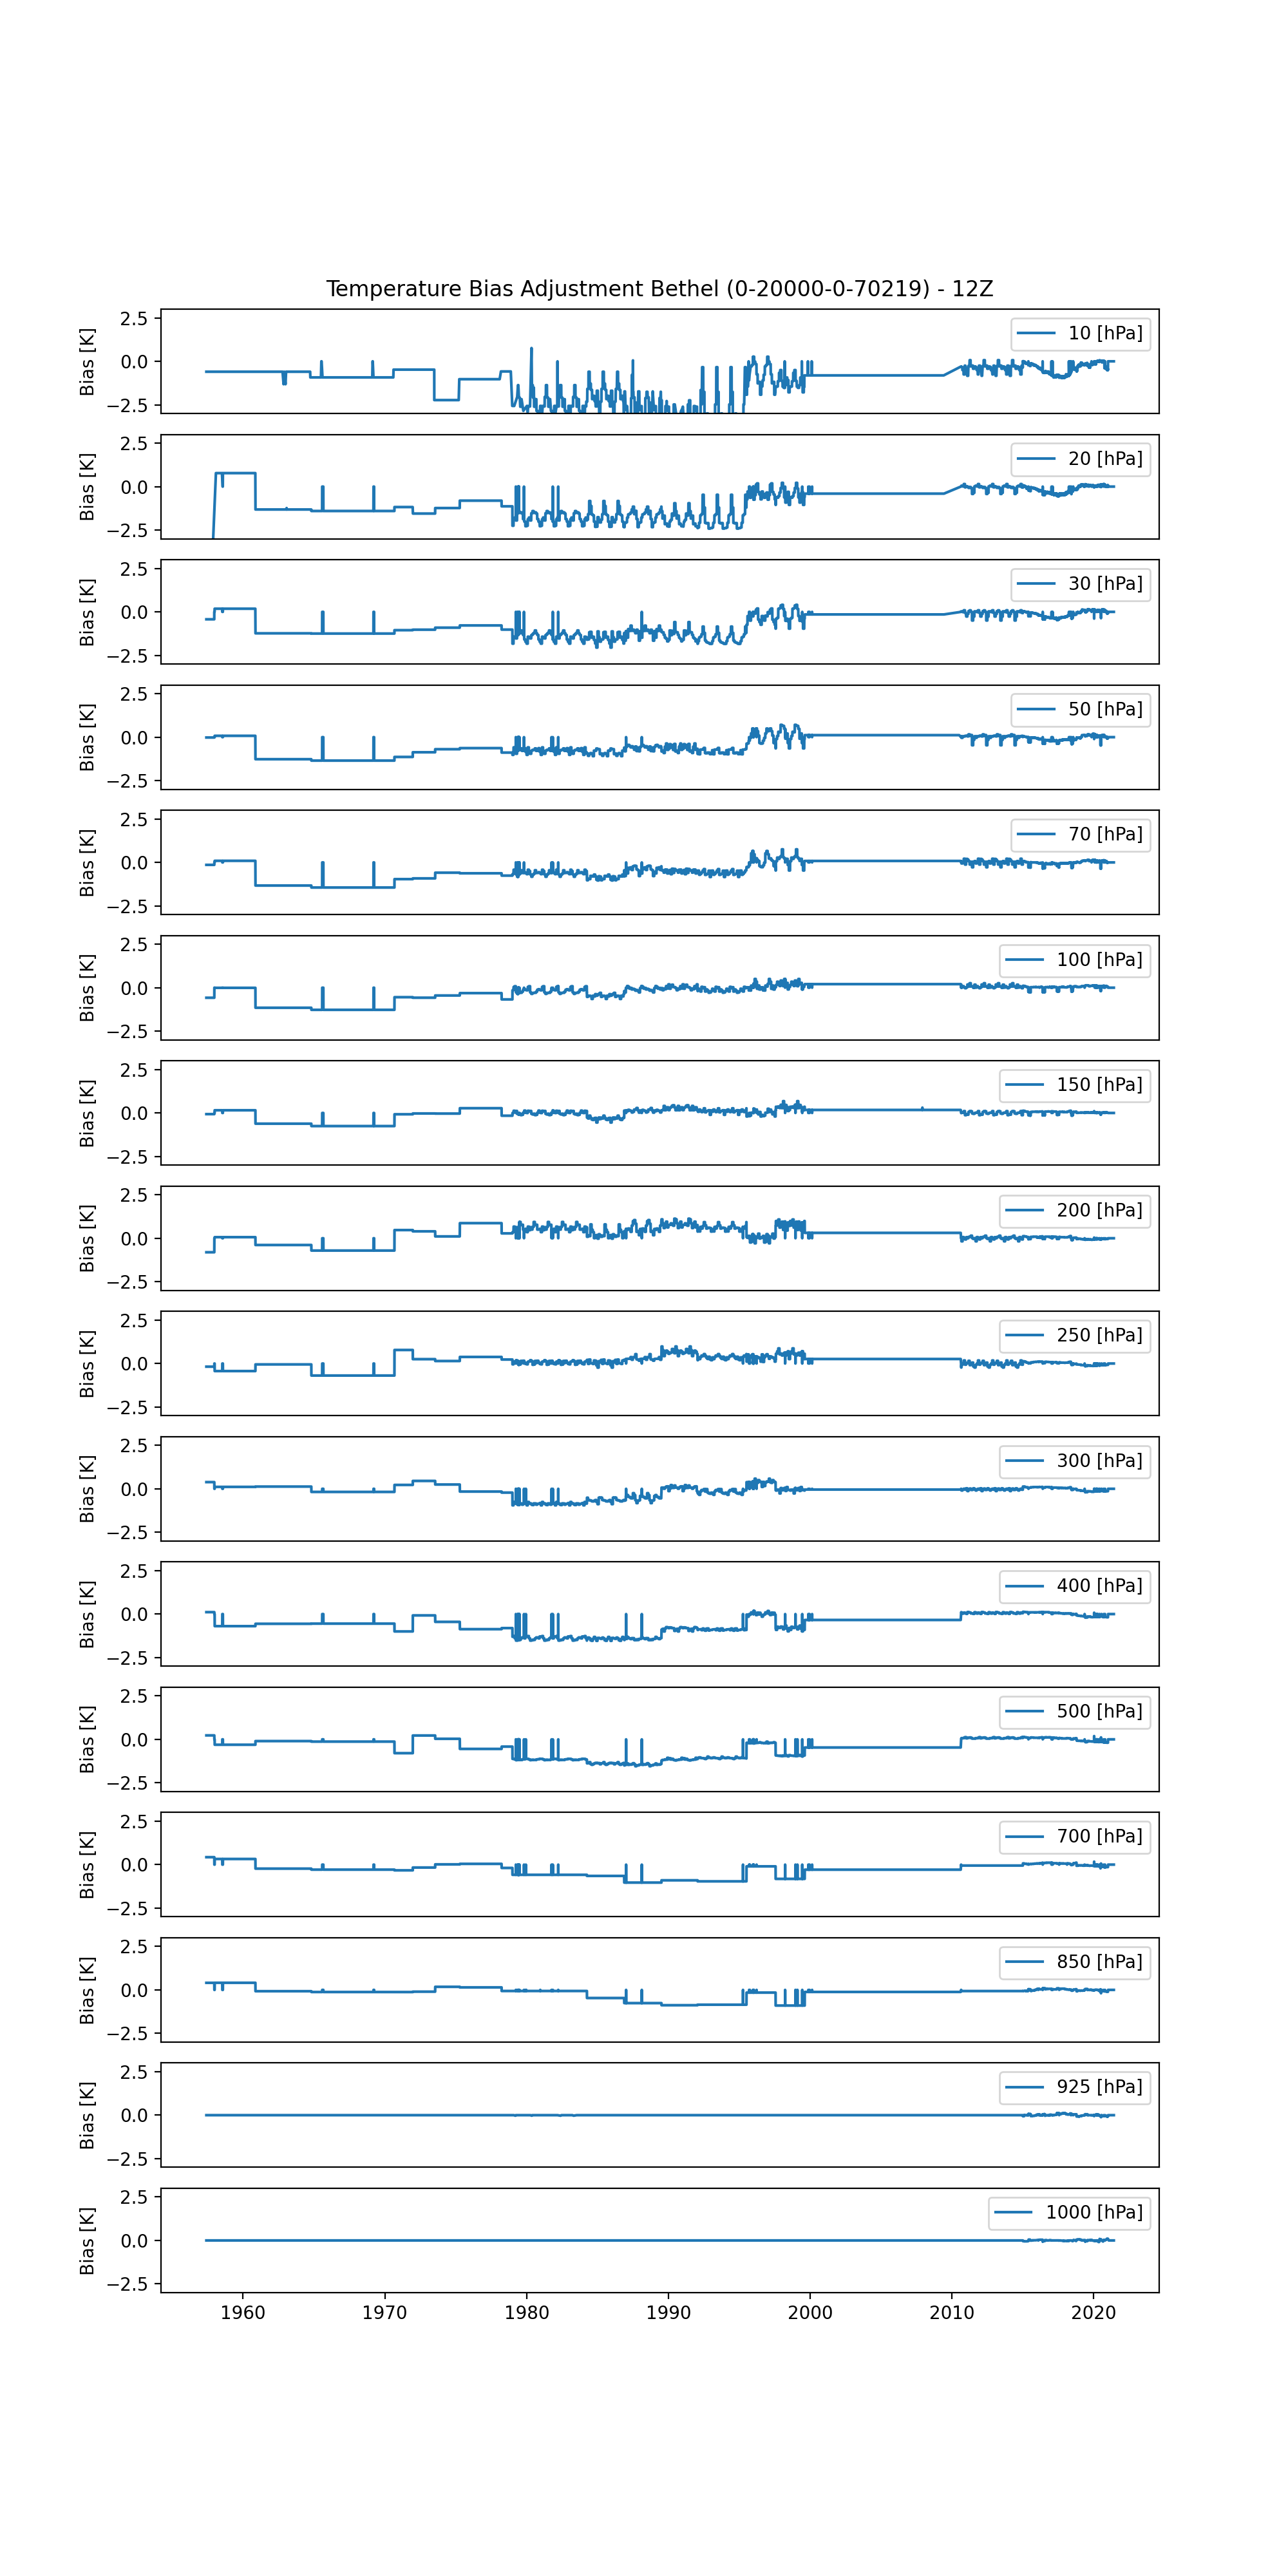 Temperature Bias Adjustment Bethel (0-20000-0-70219) - 12Z
Bias [K]
2.5
0.0
−2.5
10 [hPa]
Bias [K]
2.5
0.0
−2.5
20 [hPa]
Bias [K]
2.5
0.0
−2.5
30 [hPa]
Bias [K]
2.5
0.0
−2.5
50 [hPa]
Bias [K]
2.5
0.0
−2.5
70 [hPa]
Bias [K]
2.5
0.0
−2.5
100 [hPa]
Bias [K]
2.5
0.0
−2.5
150 [hPa]
Bias [K]
2.5
0.0
−2.5
200 [hPa]
Bias [K]
2.5
0.0
−2.5
250 [hPa]
Bias [K]
2.5
0.0
−2.5
300 [hPa]
Bias [K]
2.5
0.0
−2.5
400 [hPa]
Bias [K]
2.5
0.0
−2.5
500 [hPa]
Bias [K]
2.5
0.0
−2.5
700 [hPa]
Bias [K]
2.5
0.0
−2.5
850 [hPa]
Bias [K]
2.5
0.0
−2.5
925 [hPa]
Bias [K]
2.5
0.0
−2.5
1000 [hPa]
1960 1970 1980 1990 2000 2010 2020